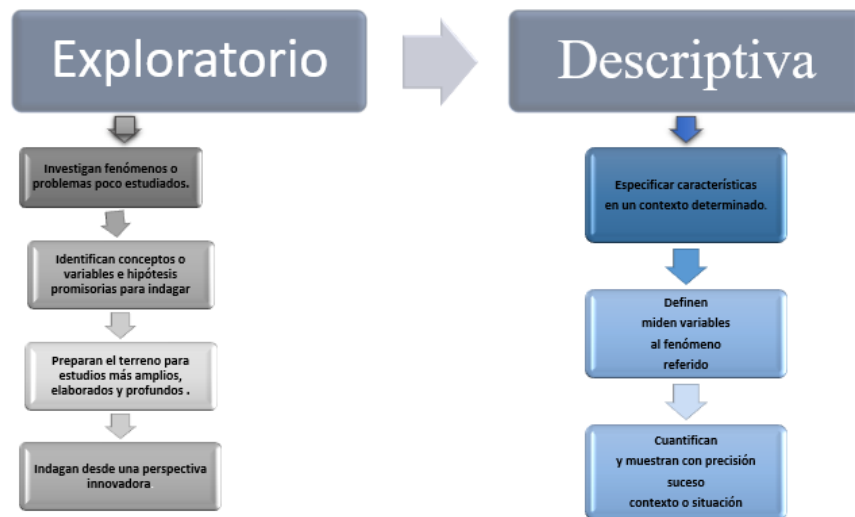 Exploratorio
Investigan fenómenos o
problemas poco estudiados.
Identifican conceptos o
variables e hipótesis
promisorias para indagar
Preparan el terreno para
estudios más amplios,
elaborados y profundos .
Indagan desde una perspectiva
innovadora
Descriptiva
Especificar características
en un contexto determinado.
Definen
miden variables
al fenómeno
referido
Cuantifican
y muestran con precisión
suceso
contexto o situación